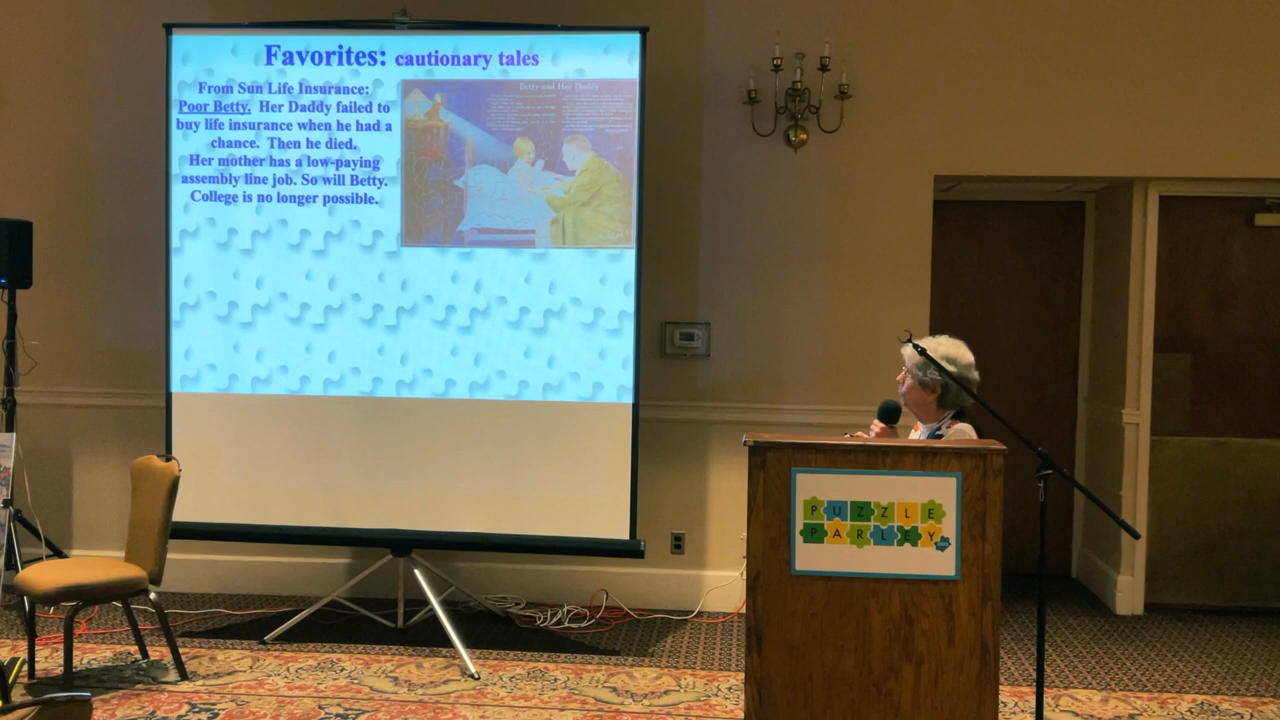 Favorites: cautionary tales
From Sun Life Insurance:
Poor Betty. Her Daddy failed to
buy life insurance when he had a
chance. Then he died.
Her mother has a low-paying
assembly line job. So will Betty.
College is no longer possible.
Betty and Her Daddy
PUZZLE
PARLEY